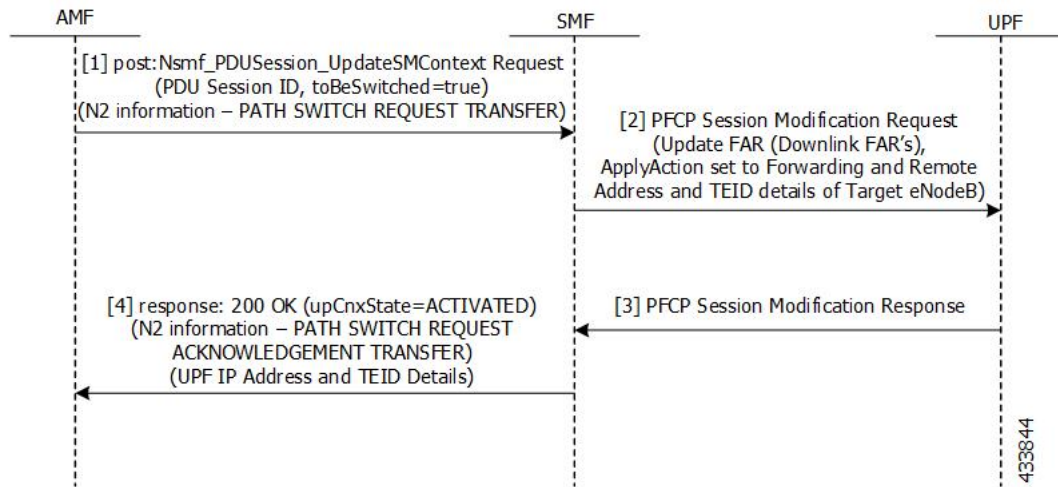 AMF
SMF
UPF
[1] post:Nsmf_PDUSession_UpdateSMContext Request
(PDU Session ID, toBeSwitched=true)
(N2 information – PATH SWITCH REQUEST TRANSFER)
[2] PFCP Session Modification Request
(Update FAR (Downlink FAR's),
ApplyAction set to Forwarding and Remote
Address and TEID details of Target eNodeB)
[3] PFCP Session Modification Response
[4] response: 200 OK (upCnxState=ACTIVATED)
(N2 information – PATH SWITCH REQUEST
ACKNOWLEDGEMENT TRANSFER)
(UPF IP Address and TEID Details)
433844